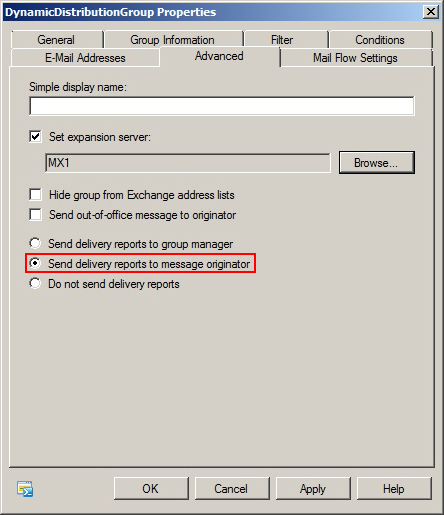 DynamicDistributionGroup Properties
General Group Information Filter Conditions
E-Mail Addresses Advanced Mail Flow Settings
Simple display name:
Set expansion server:
MX1 Browse...
Hide group from Exchange address lists
Send out-of-office message to originator
Send delivery reports to group manager
Send delivery reports to message originator
Do not send delivery reports
OK Cancel Apply Help